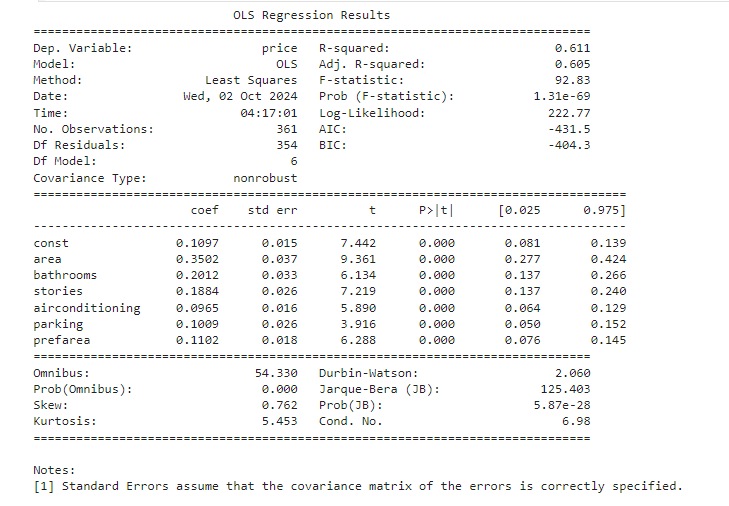 OLS Regression Results
==============================================================================
Dep. Variable:                  price   R-squared:                       0.611
Model:                            OLS   Adj. R-squared:                  0.605
Method:                 Least Squares   F-statistic:                     92.83
Date:                Wed, 02 Oct 2024   Prob (F-statistic):           1.31e-69
Time:                        04:17:01   Log-Likelihood:                 222.77
No. Observations:                 361   AIC:                            -431.5
Df Residuals:                     354   BIC:                            -404.3
Df Model:                           6
Covariance Type:            nonrobust
===================================================================================
                      coef    std err          t      P>|t|      [0.025      0.975]
-----------------------------------------------------------------------------------
const               0.1097      0.015      7.442      0.000       0.081       0.139
area                0.3502      0.037      9.361      0.000       0.277       0.424
bathrooms           0.2012      0.033      6.134      0.000       0.137       0.266
stories             0.1884      0.026      7.219      0.000       0.137       0.240
airconditioning     0.0965      0.016      5.890      0.000       0.064       0.129
parking             0.1009      0.026      3.916      0.000       0.050       0.152
prefarea            0.1102      0.018      6.288      0.000       0.076       0.145
==============================================================================
Omnibus:                       54.330   Durbin-Watson:                   2.060
Prob(Omnibus):                  0.000   Jarque-Bera (JB):              125.403
Skew:                           0.762   Prob(JB):                     5.87e-28
Kurtosis:                       5.453   Cond. No.                         6.98
==============================================================================
Notes:
[1] Standard Errors assume that the covariance matrix of the errors is correctly specified.